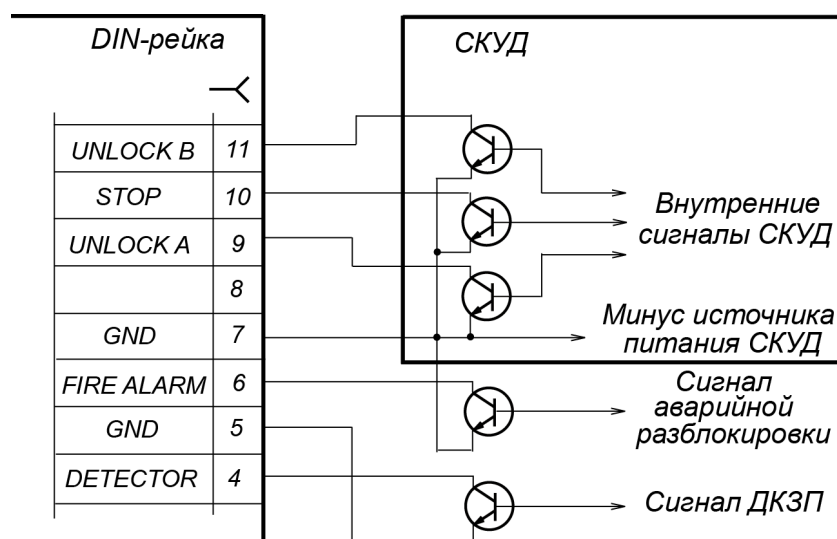 DIN-рейка
СКУД
UNLOCK B 11
STOP 10
UNLOCK A 9
8
GND 7
FIRE ALARM 6
GND 5
DETECTOR 4
Внутренние
сигналы СКУД
Минус источника
питания СКУД
Сигнал
аварийной
разблокировки
Сигнал ДКЗП